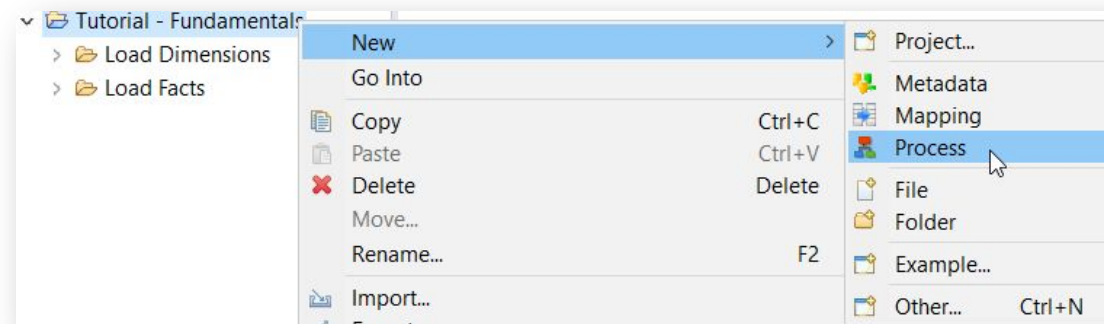 Tutorial - Fundamentals
Load Dimensions
Load Facts
New
Go Into
Copy Ctrl+C
Paste Ctrl+V
Delete Delete
Move...
Rename... F2
Import...
Project...
Metadata
Mapping
Process
File
Folder
Example...
Other... Ctrl+N